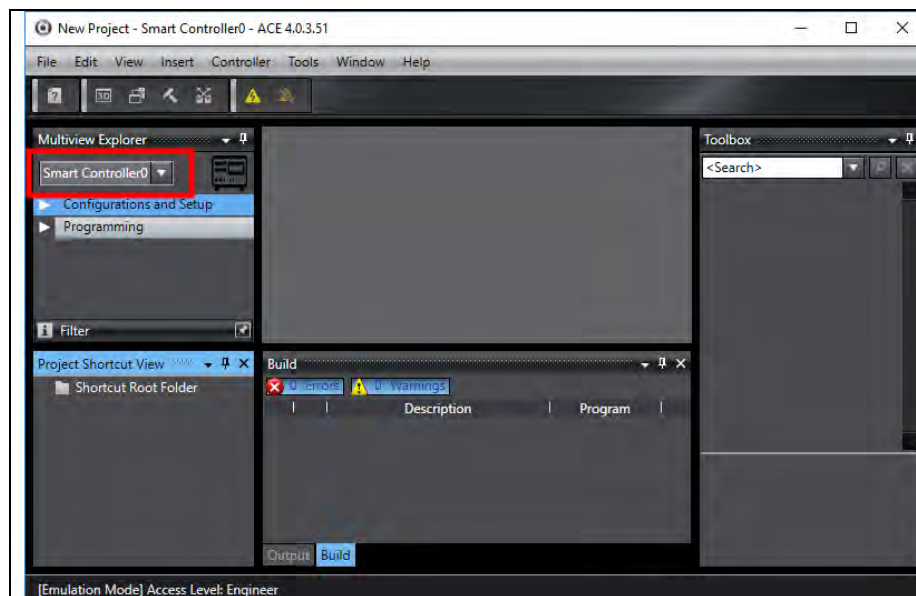 New Project - Smart Controller0 - ACE 4.0.3.51
File Edit View Insert Controller Tools Window Help
3D
Multiview Explorer
Toolbox
Smart Controller0
<Search>
Configurations and Setup
Programming
Filter
Project Shortcut View
Build
Shortcut Root Folder
0 Errors 0 Warnings
Description Program
Output Build
[Emulation Mode] Access Level: Engineer